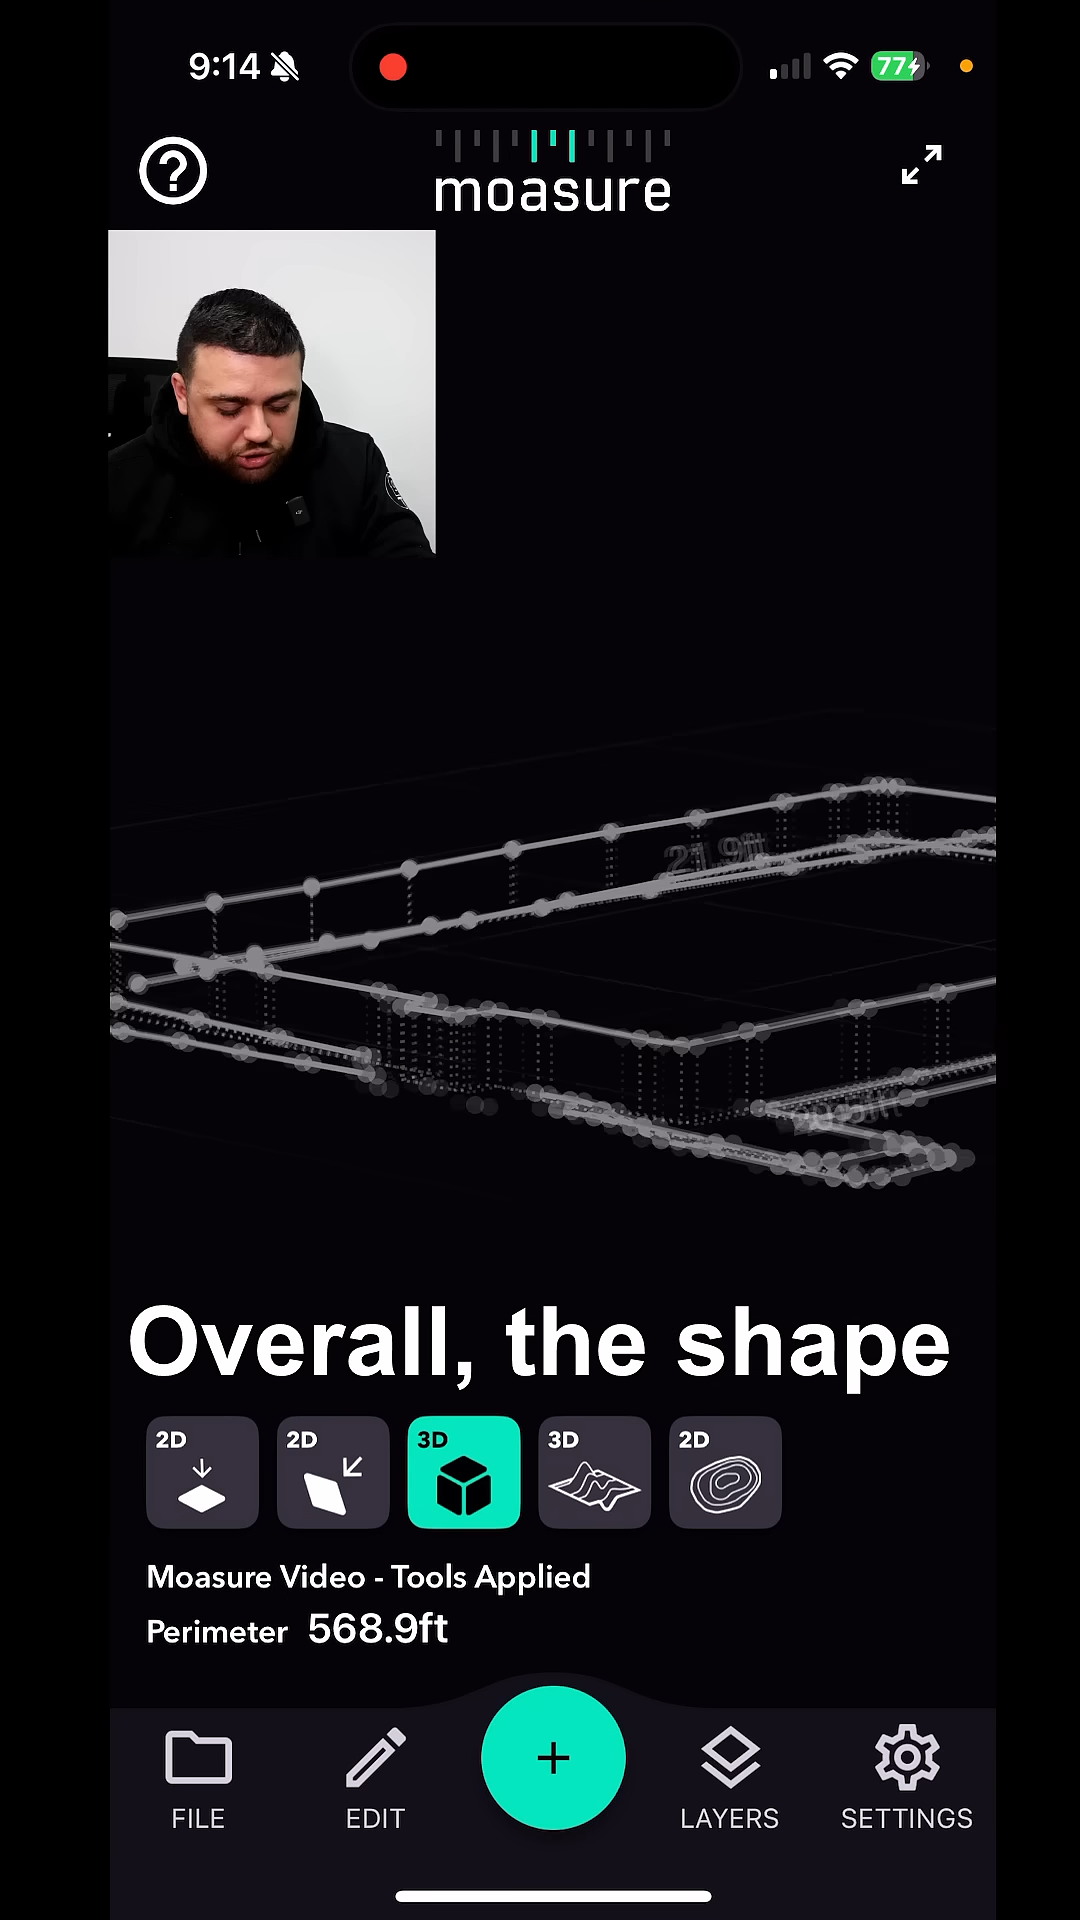 9:14
77
moasure
21.9ft
Overall, the shape
2D
2D
3D
3D
2D
Moasure Video - Tools Applied
Perimeter 568.9ft
FILE
EDIT
LAYERS
SETTINGS